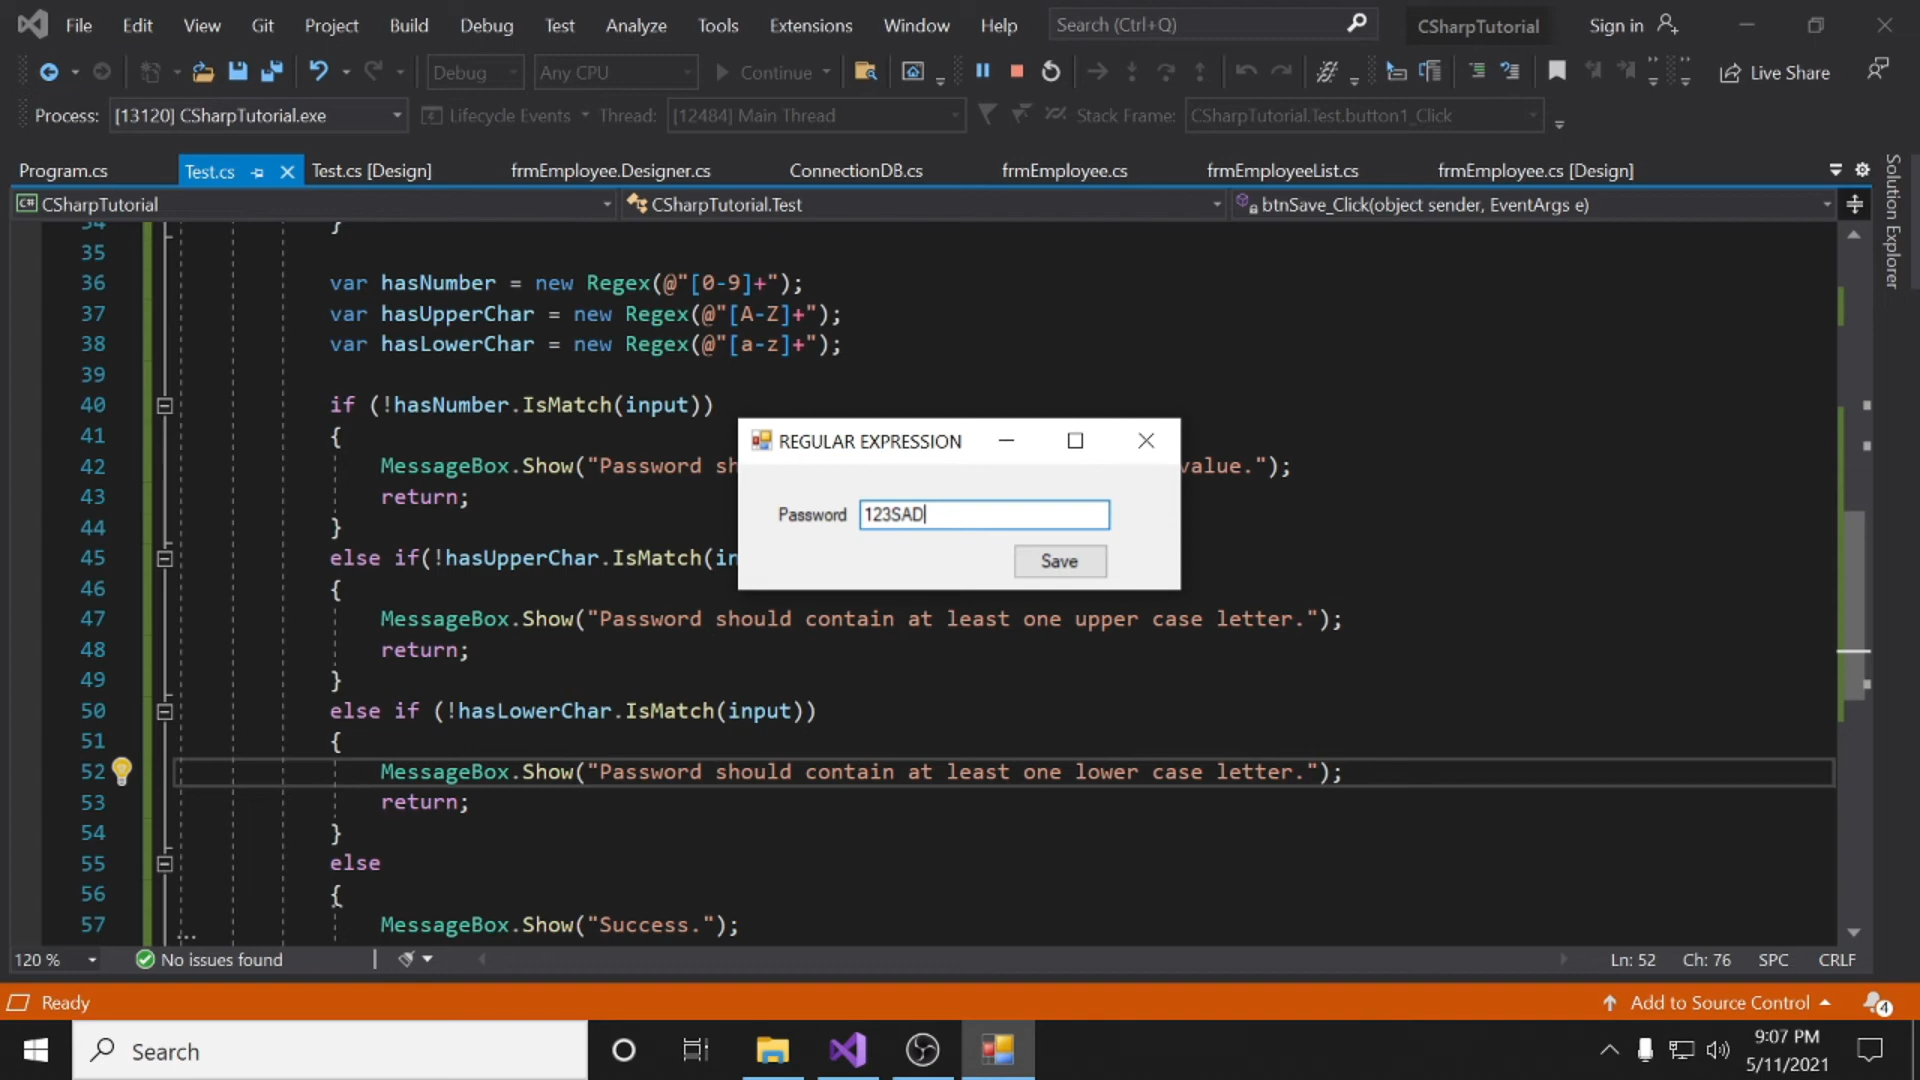 File Edit View Git Project Build Debug Test Analyze Tools Extensions Window Help Search (Ctrl+Q) CSharpTutorial Sign in
Debug Any CPU Continue Live Share
Process: [13120] CSharpTutorial.exe Lifecycle Events Thread: [12484] Main Thread Stack Frame: CSharpTutorial.Test.button1_Click
Program.cs Test.cs Test.cs [Design] frmEmployee.Designer.cs ConnectionDB.cs frmEmployee.cs frmEmployeeList.cs frmEmployee.cs [Design]
C# CSharpTutorial CSharpTutorial.Test btnSave_Click(object sender, EventArgs e)
Solution Explorer
34 }
35
36 var hasNumber = new Regex(@"[0-9]+");
37 var hasUpperChar = new Regex(@"[A-Z]+");
38 var hasLowerChar = new Regex(@"[a-z]+");
39
40 if (!hasNumber.IsMatch(input))
41 {
42 MessageBox.Show("Password sh value.");
43 return;
44 }
45 else if(!hasUpperChar.IsMatch(in
46 {
47 MessageBox.Show("Password should contain at least one upper case letter.");
48 return;
49 }
50 else if (!hasLowerChar.IsMatch(input))
51 {
52 MessageBox.Show("Password should contain at least one lower case letter.");
53 return;
54 }
55 else
56 {
57 MessageBox.Show("Success.");
REGULAR EXPRESSION
Password 123SAD
Save
120 % No issues found Ln: 52 Ch: 76 SPC CRLF
Ready Add to Source Control 4
Search 9:07 PM
5/11/2021